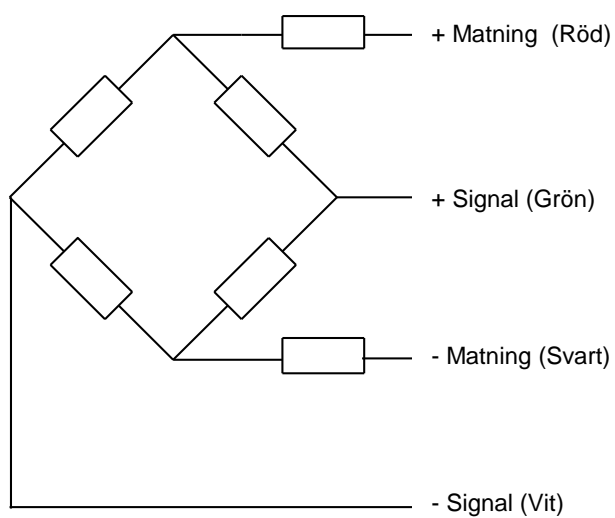 + Matning (Röd)
+ Signal (Grön)
- Matning (Svart)
- Signal (Vit)